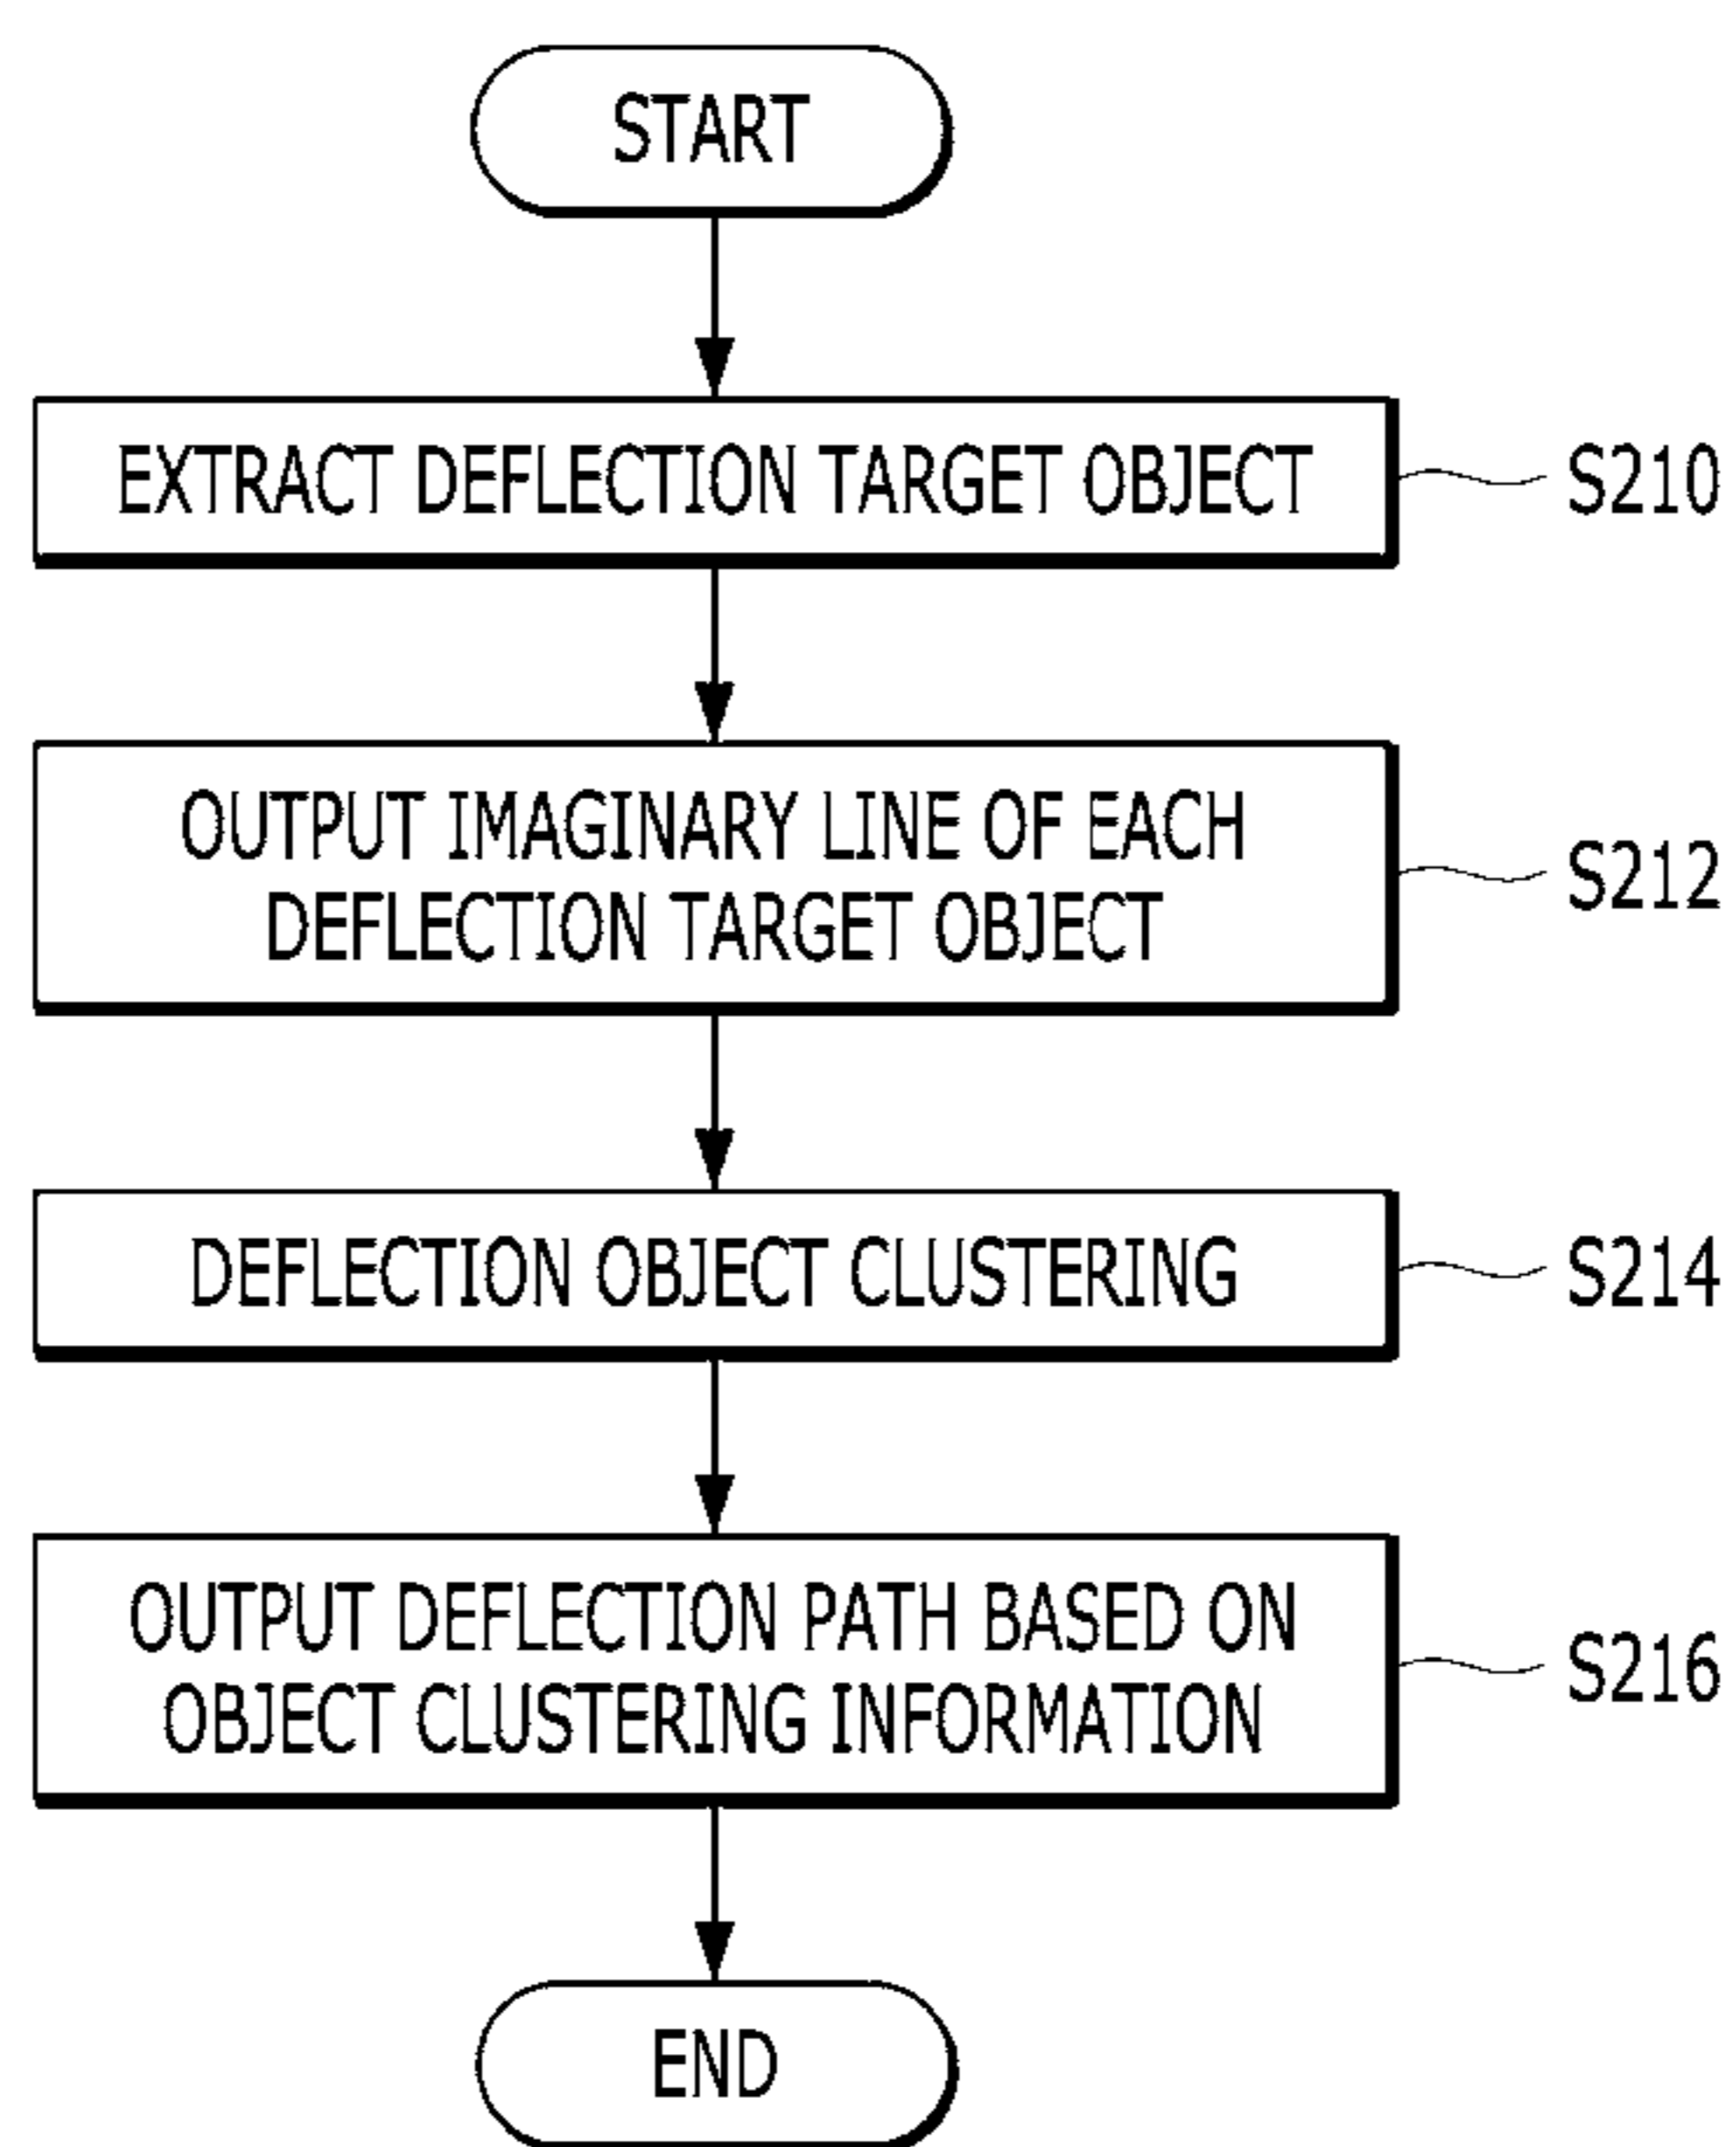 START
EXTRACT DEFLECTION TARGET OBJECT
S210
OUTPUT IMAGINARY LINE OF EACH
DEFLECTION TARGET OBJECT
S212
DEFLECTION OBJECT CLUSTERING
S214
OUTPUT DEFLECTION PATH BASED ON
OBJECT CLUSTERING INFORMATION
S216
END